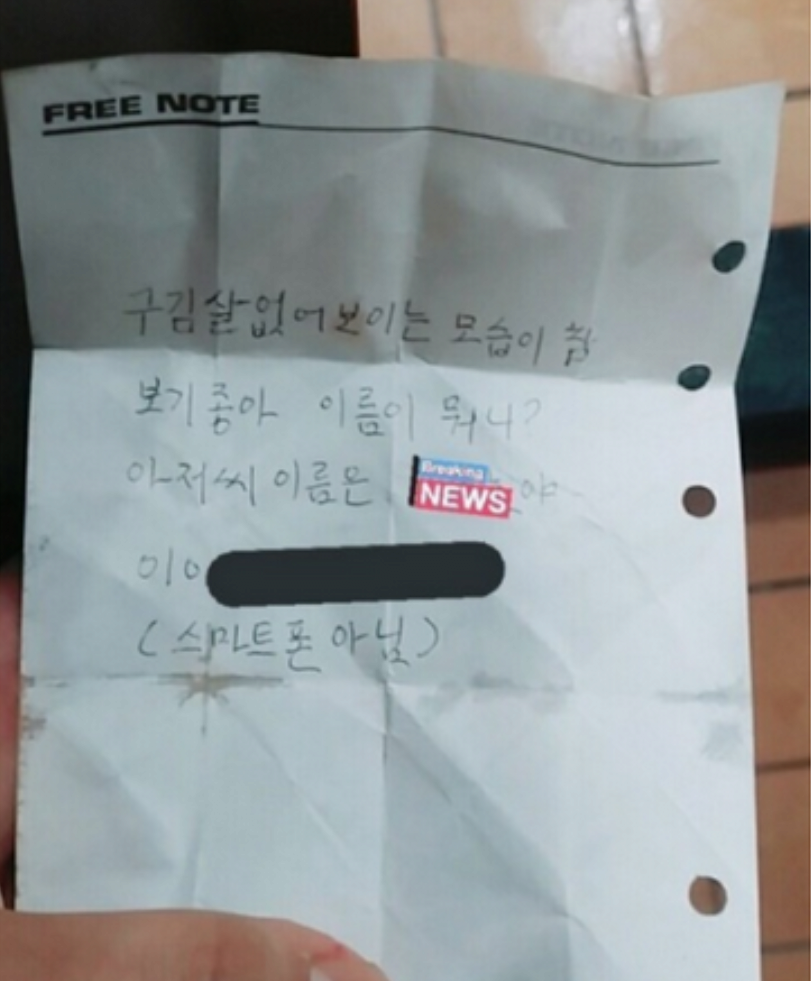 FREE NOTE
구김살없어보이는 모습이 참
보기좋아 이름이 뭐니?
아저씨 이름은
Breaking
NEWS
야
010
(스마트폰 아님)